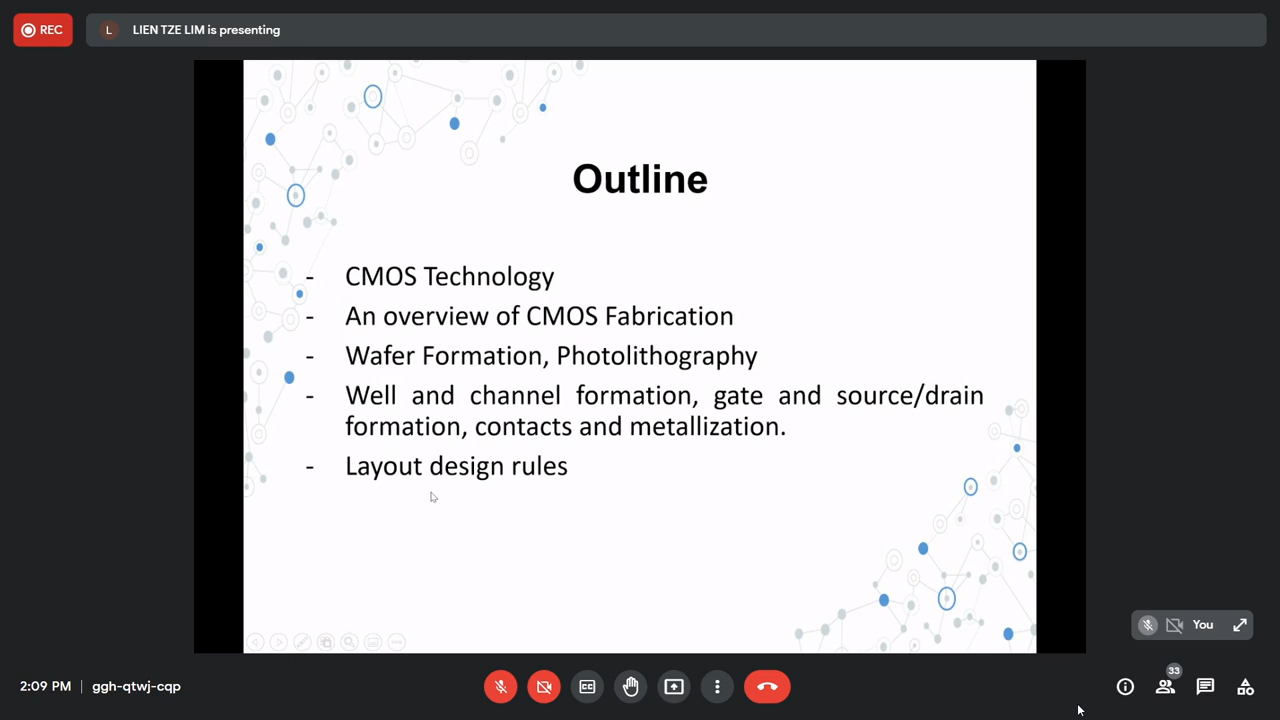 REC
L
LIEN TZE LIM is presenting
Outline
- CMOS Technology
- An overview of CMOS Fabrication
- Wafer Formation, Photolithography
- Well and channel formation, gate and source/drain
formation, contacts and metallization.
- Layout design rules
You
2:09 PM | ggh-qtwj-cqp
CC
33